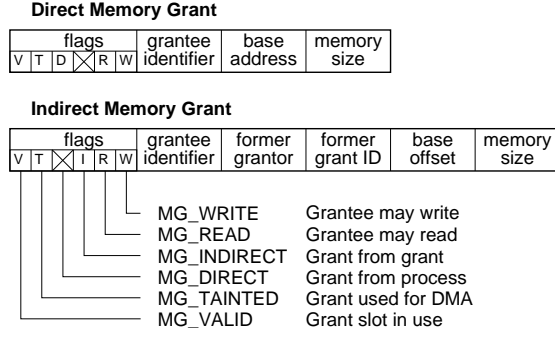 Direct Memory Grant
flags grantee base memory
V T D R W identifier address size
Indirect Memory Grant
flags grantee former former base memory
V T I R W identifier grantor grant ID offset size
MG_WRITE Grantee may write
MG_READ Grantee may read
MG_INDIRECT Grant from grant
MG_DIRECT Grant from process
MG_TAINTED Grant used for DMA
MG_VALID Grant slot in use